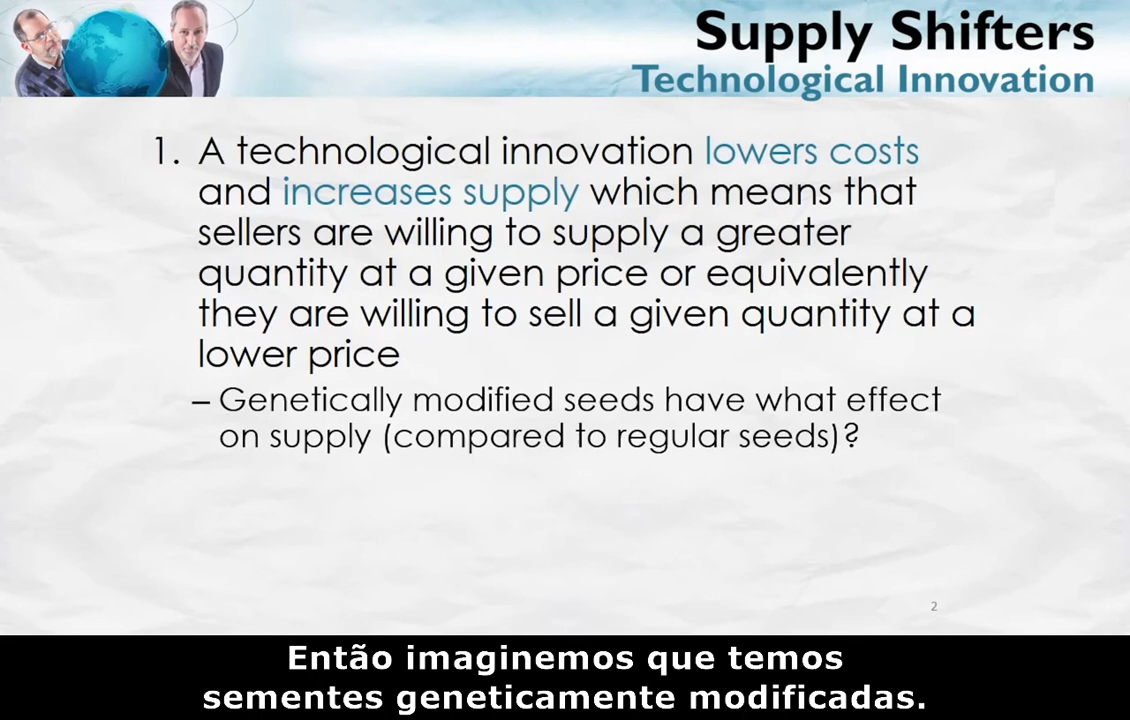 Supply Shifters
Technological Innovation
1. A technological innovation lowers costs
and increases supply which means that
sellers are willing to supply a greater
quantity at a given price or equivalently
they are willing to sell a given quantity at a
lower price
– Genetically modified seeds have what effect
on supply (compared to regular seeds)?
2
Então imaginemos que temos
sementes geneticamente modificadas.